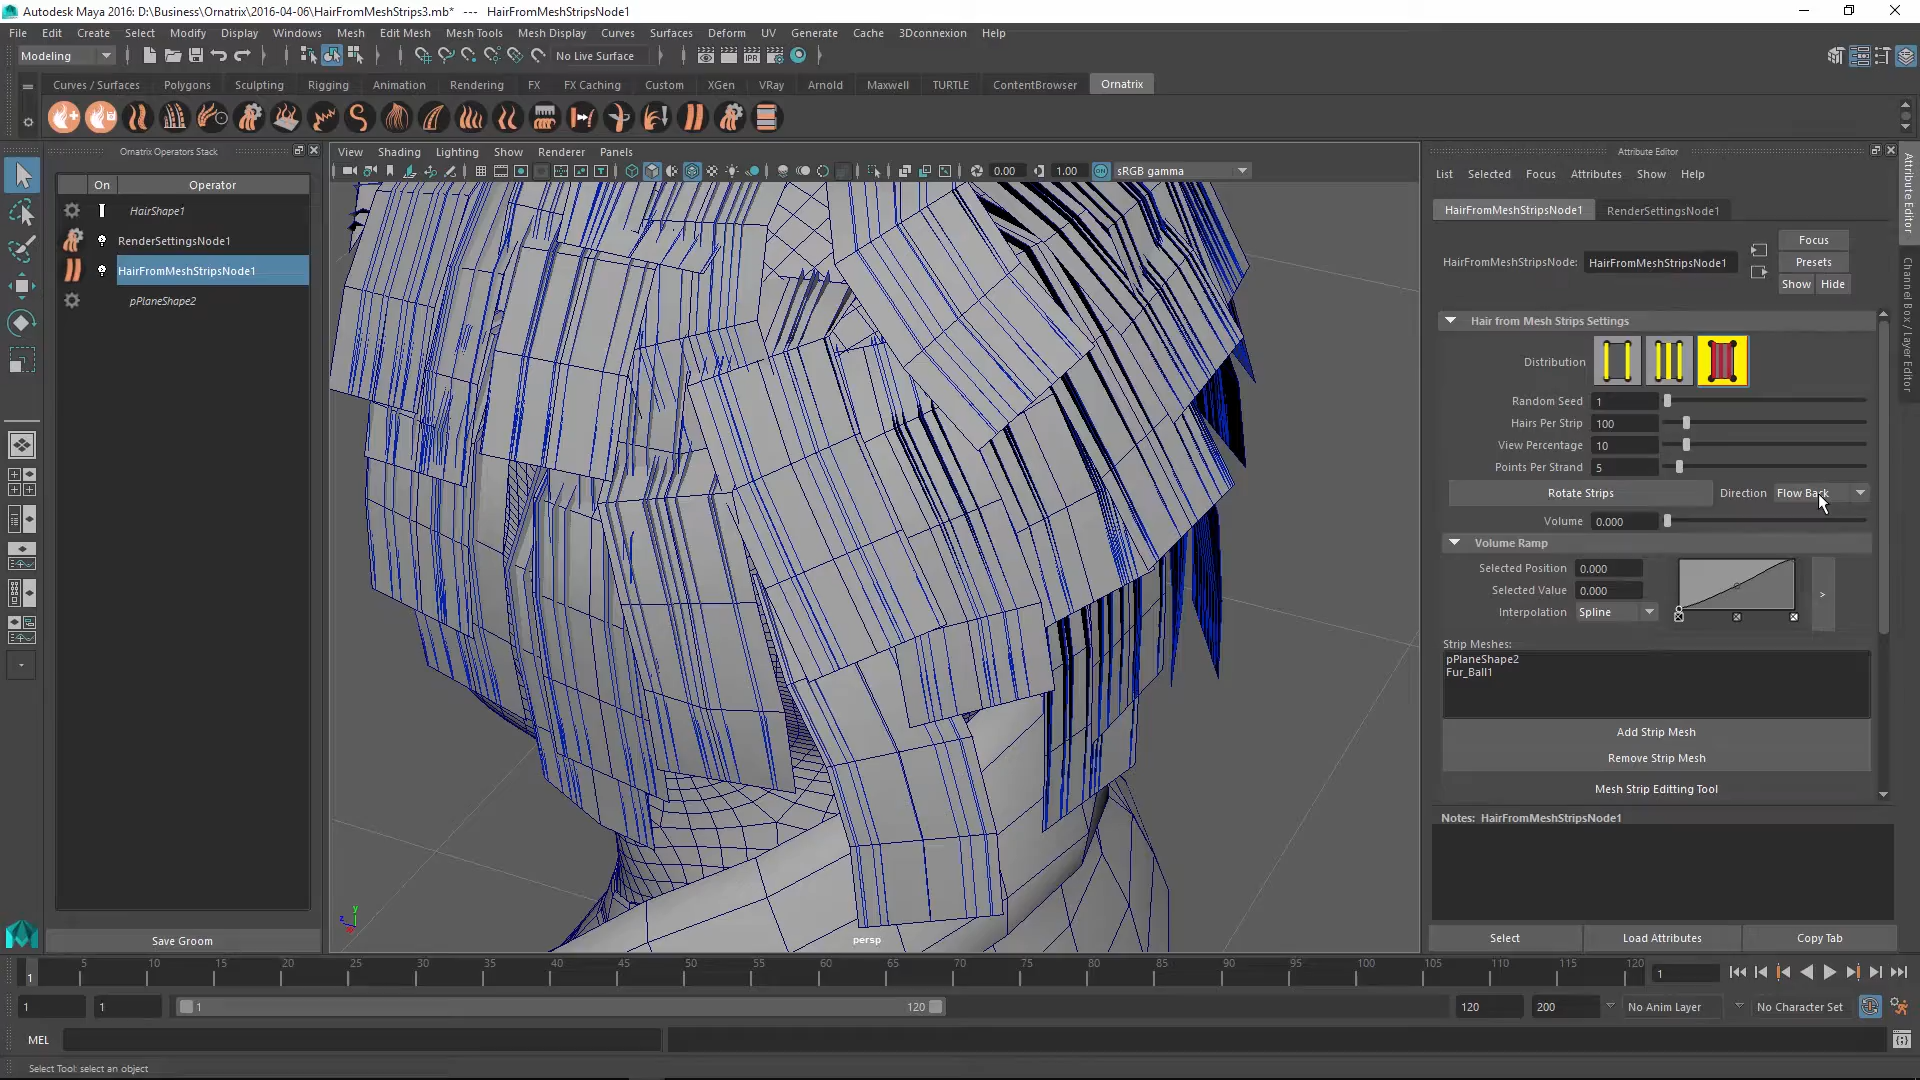 Autodesk Maya 2016: D:\Business\Ornatrix\2016-04-06\HairFromMeshStrips3.mb* --- HairFromMeshStripsNode1
File Edit Create Select Modify Display Windows Mesh Edit Mesh Mesh Tools Mesh Display Curves Surfaces Deform UV Generate Cache 3Dconnexion Help
Modeling No Live Surface
Curves / Surfaces Polygons Sculpting Rigging Animation Rendering FX FX Caching Custom XGen VRay Arnold Maxwell TURTLE ContentBrowser Ornatrix
Ornatrix Operators Stack
On Operator
HairShape1
RenderSettingsNode1
HairFromMeshStripsNode1
pPlaneShape2
Save Groom
View Shading Lighting Show Renderer Panels
0.00 1.00 ON sRGB gamma
persp
y
z
Attribute Editor
List Selected Focus Attributes Show Help
HairFromMeshStripsNode1 RenderSettingsNode1
HairFromMeshStripsNode: HairFromMeshStripsNode1
Focus
Presets
Show Hide
Hair from Mesh Strips Settings
Distribution
Random Seed 1
Hairs Per Strip 100
View Percentage 10
Points Per Strand 5
Rotate Strips Direction Flow Back
Volume 0.000
Volume Ramp
Selected Position 0.000
Selected Value 0.000
Interpolation Spline
>
Strip Meshes:
pPlaneShape2
Fur_Ball1
Add Strip Mesh
Remove Strip Mesh
Mesh Strip Editting Tool
Notes: HairFromMeshStripsNode1
Select Load Attributes Copy Tab
Attribute Editor
Channel Box / Layer Editor
1 5 10 15 20 25 30 35 40 45 50 55 60 65 70 75 80 85 90 95 100 105 110 115 120 1
1 1 1 120 120 200 No Anim Layer No Character Set
MEL
Select Tool: select an object